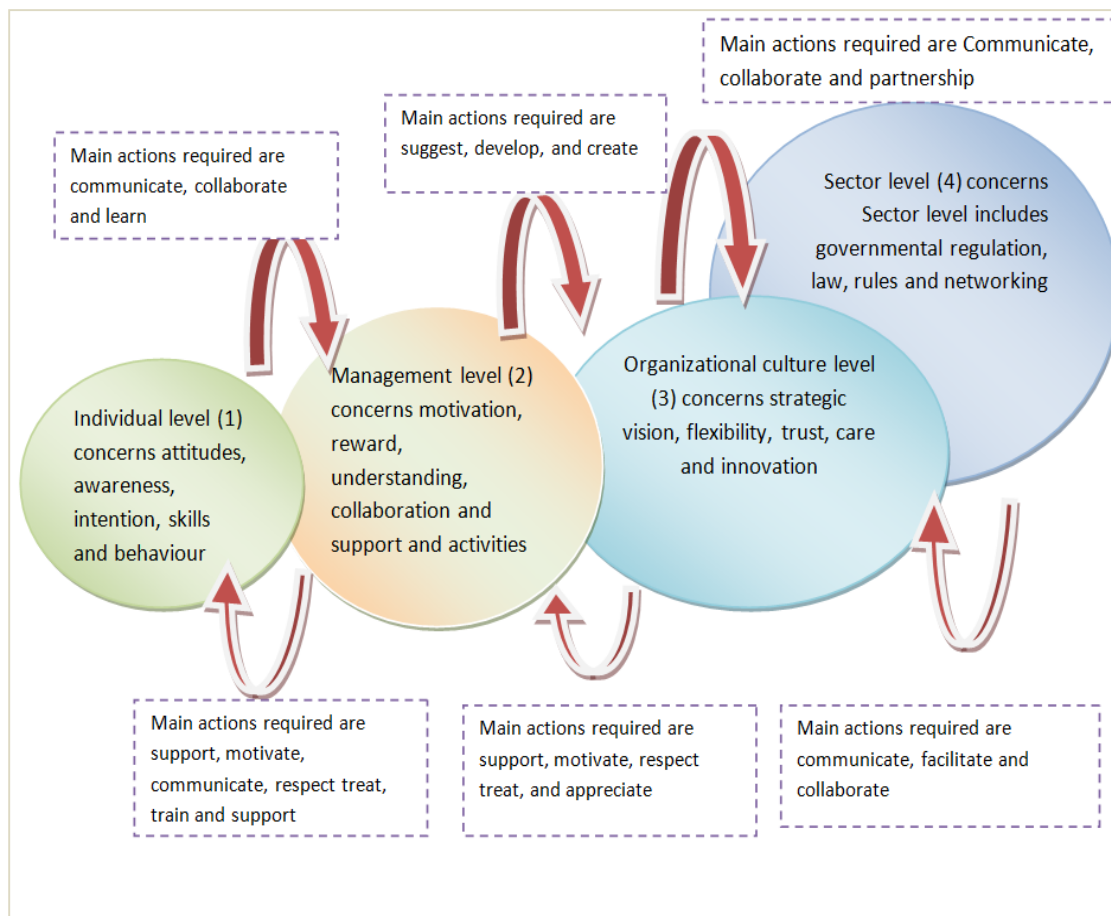 Main actions required are Communicate,
collaborate and partnership
Main actions required are
suggest, develop, and create
Main actions required are
communicate, collaborate
and learn
Sector level (4) concerns
Sector level includes
governmental regulation,
law, rules and networking
Organizational culture level
(3) concerns strategic
vision, flexibility, trust, care
and innovation
Management level (2)
concerns motivation,
reward,
understanding,
collaboration and
support and activities
Individual level (1)
concerns attitudes,
awareness,
intention, skills
and behaviour
Main actions required are
support, motivate,
communicate, respect treat,
train and support
Main actions required are
support, motivate, respect
treat, and appreciate
Main actions required are
communicate, facilitate and
collaborate